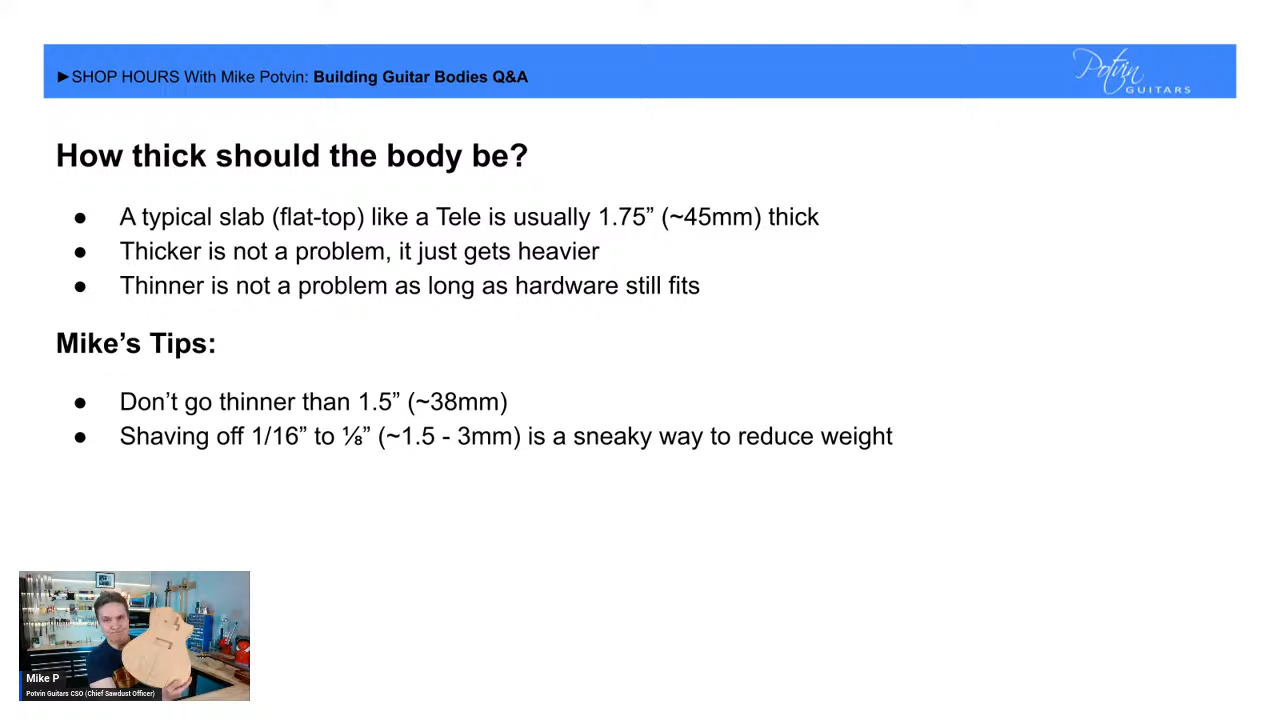 ►SHOP HOURS With Mike Potvin: Building Guitar Bodies Q&A
Potvin
GUITARS
How thick should the body be?
● A typical slab (flat-top) like a Tele is usually 1.75” (~45mm) thick
● Thicker is not a problem, it just gets heavier
● Thinner is not a problem as long as hardware still fits
Mike’s Tips:
● Don’t go thinner than 1.5” (~38mm)
● Shaving off 1/16” to ⅛” (~1.5 - 3mm) is a sneaky way to reduce weight
Mike P
Potvin Guitars CSO (Chief Sawdust Officer)